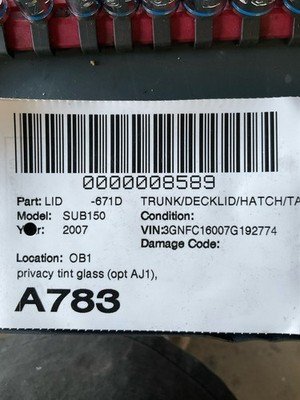 0000008589
Part: LID -671D TRUNK/DECKLID/HATCH/TA
Model: SUB150 Condition:
Year: 2007 VIN:3GNFC16007G192774
Damage Code:
Location: OB1
privacy tint glass (opt AJ1),
A783